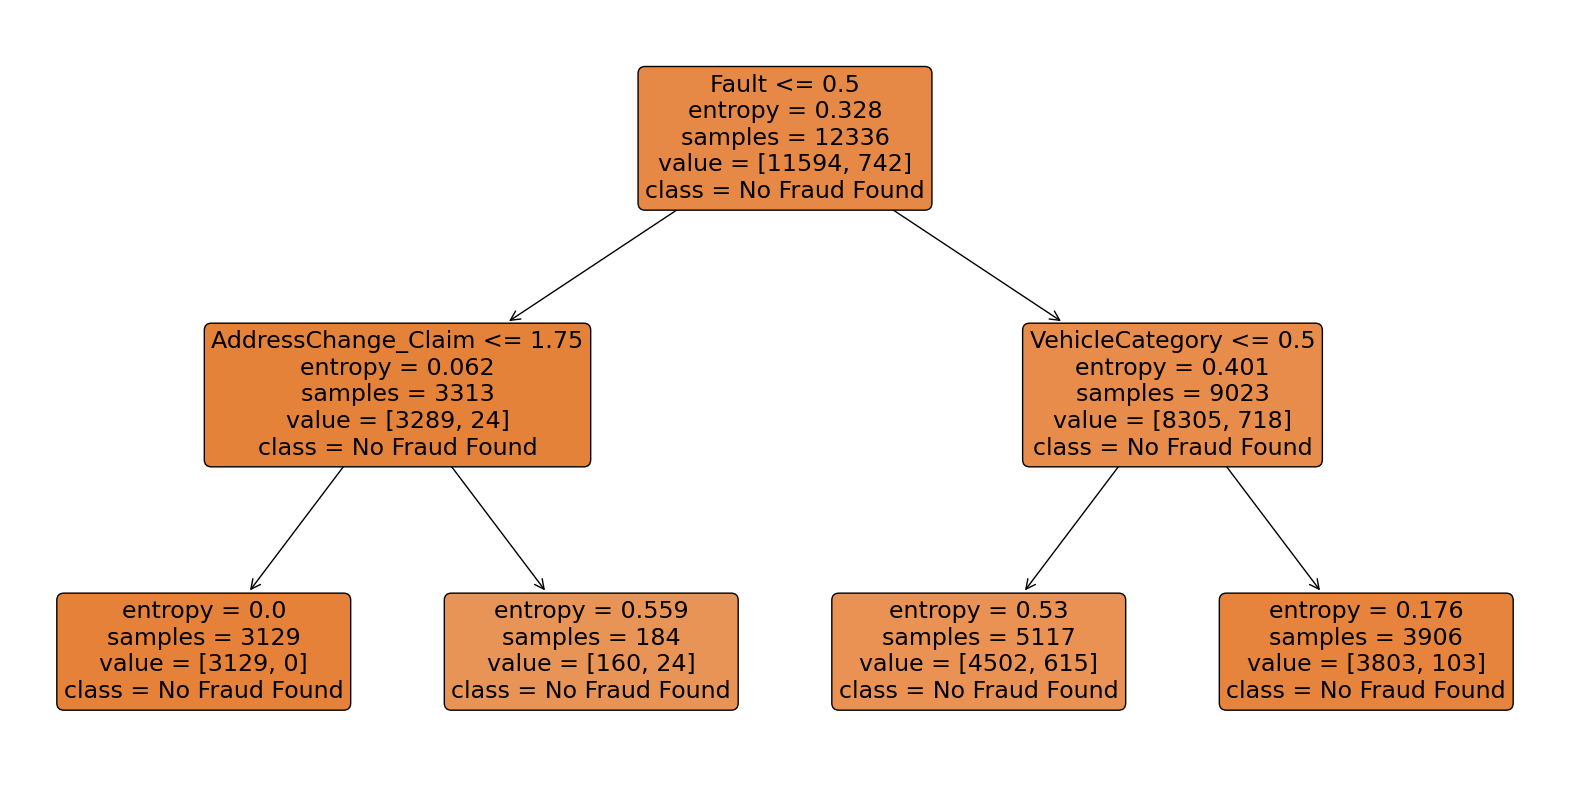 Fault <= 0.5
entropy = 0.328
samples = 12336
value = [11594, 742]
class = No Fraud Found
AddressChange_Claim <= 1.75
entropy = 0.062
samples = 3313
value = [3289, 24]
class = No Fraud Found
VehicleCategory <= 0.5
entropy = 0.401
samples = 9023
value = [8305, 718]
class = No Fraud Found
entropy = 0.0
samples = 3129
value = [3129, 0]
class = No Fraud Found
entropy = 0.559
samples = 184
value = [160, 24]
class = No Fraud Found
entropy = 0.53
samples = 5117
value = [4502, 615]
class = No Fraud Found
entropy = 0.176
samples = 3906
value = [3803, 103]
class = No Fraud Found